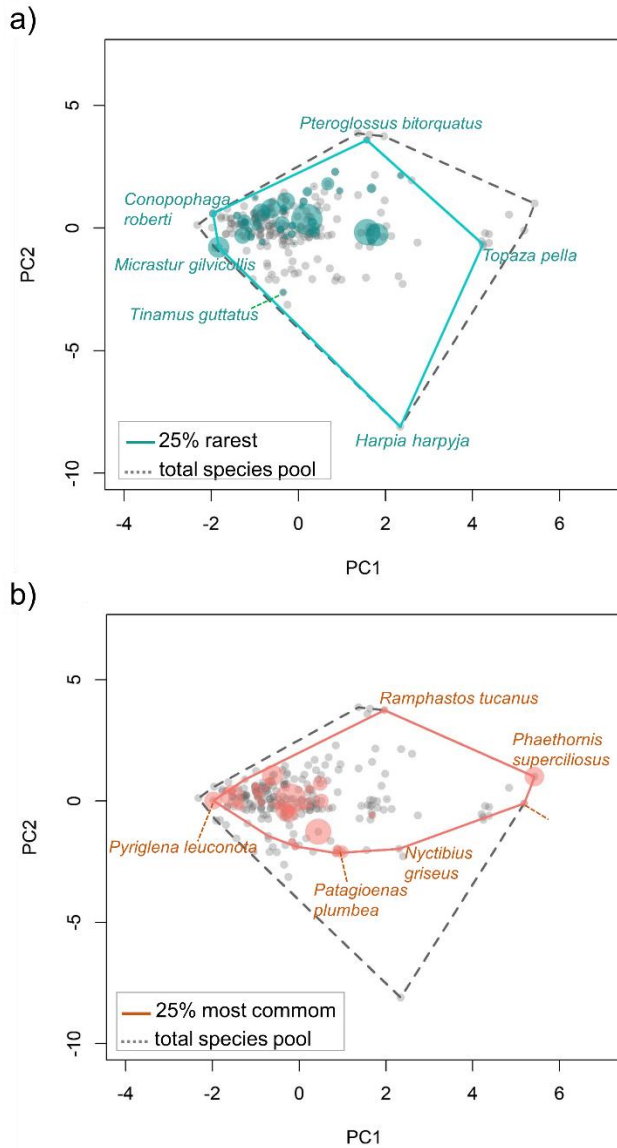 a)
5
Pteroglossus bitorquatus
Conopophaga
roberti
0
PC2
Micrastur gilvicollis
Topaza pella
Tinamus guttatus
-5
25% rarest
total species pool
Harpia harpyja
-10
-4 -2 0 2 4 6
PC1
b)
5
Ramphastos tucanus
Phaethornis
superciliosus
0
PC2
Pyriglena leuconota
Nyctibius
griseus
Patagioenas
plumbea
-5
25% most commom
total species pool
-10
-4 -2 0 2 4 6
PC1